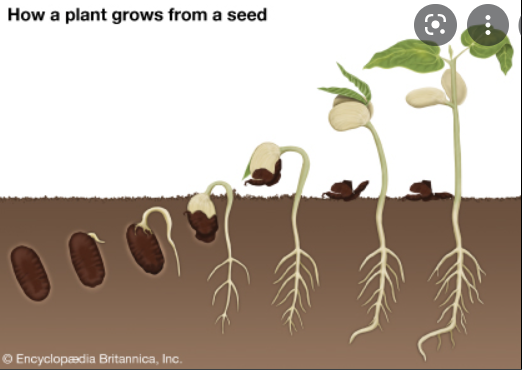 How a plant grows from a seed
© Encyclopædia Britannica, Inc.